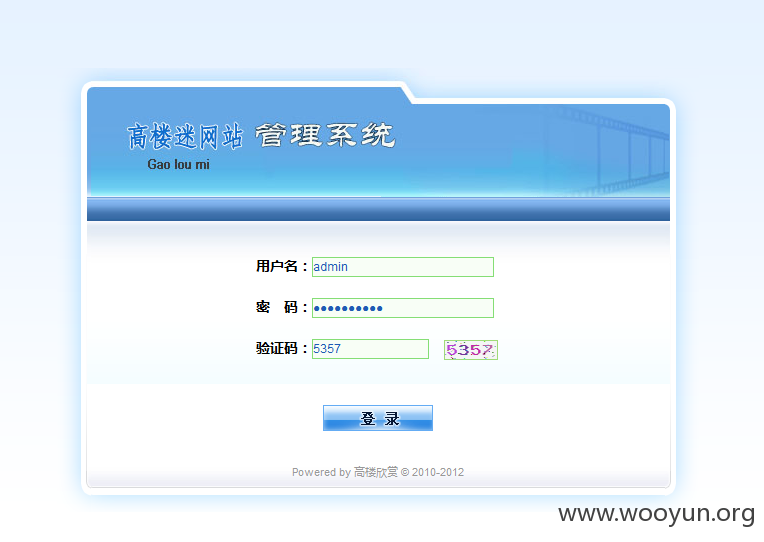 高楼迷网站 管理系统
Gao lou mi
用户名：admin
密 码：••••••••••
验证码：5357 5357
登 录
Powered by 高楼欣赏 © 2010-2012
www.wooyun.org